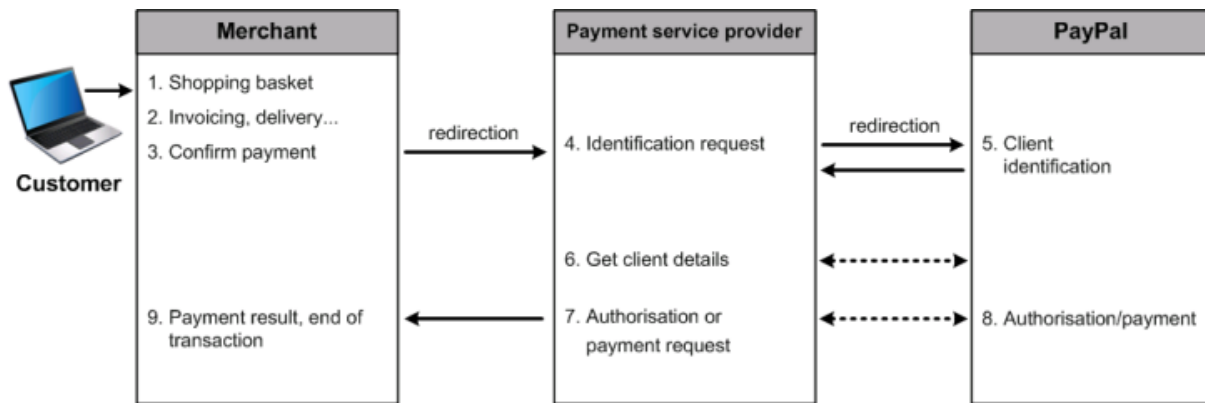 Merchant
Payment service provider
PayPal
Customer
1. Shopping basket
2. Invoicing, delivery...
3. Confirm payment
redirection
4. Identification request
redirection
5. Client
identification
6. Get client details
7. Authorisation or
payment request
8. Authorisation/payment
9. Payment result, end of
transaction